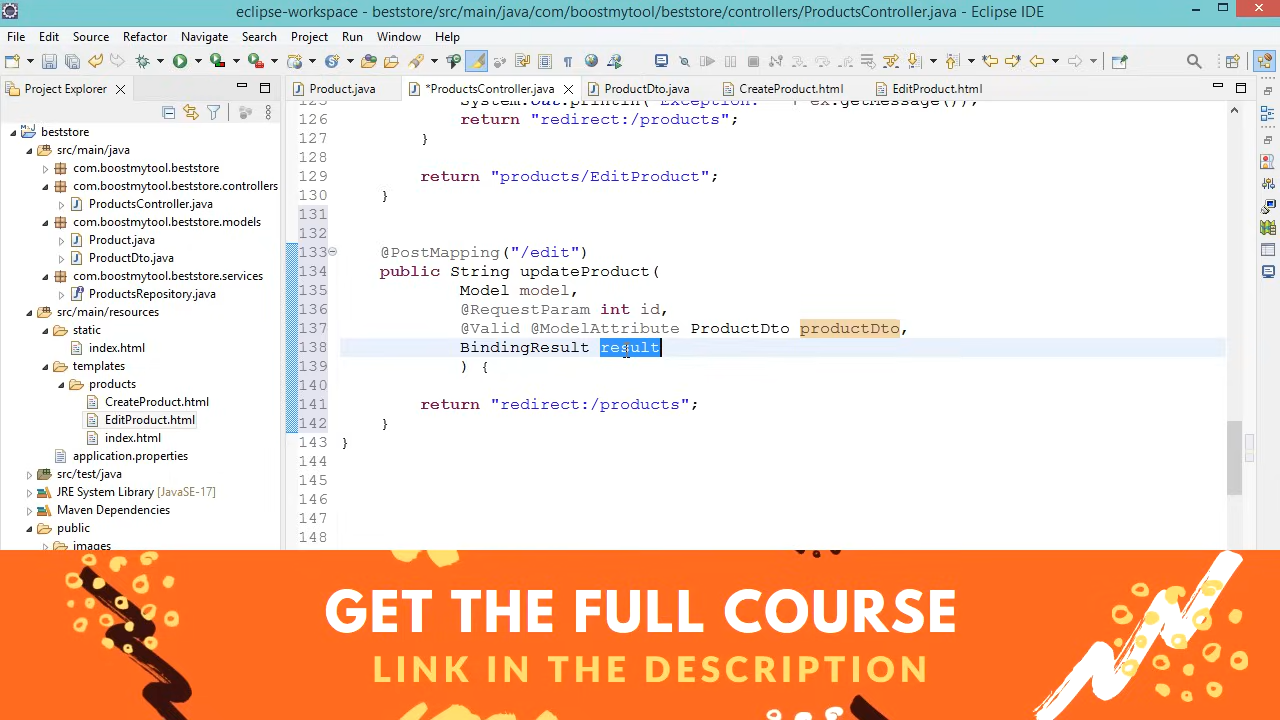 eclipse-workspace - beststore/src/main/java/com/boostmytool/beststore/controllers/ProductsController.java - Eclipse IDE
File Edit Source Refactor Navigate Search Project Run Window Help
Project Explorer
Product.java *ProductsController.java ProductDto.java CreateProduct.html EditProduct.html
beststore
src/main/java
com.boostmytool.beststore
com.boostmytool.beststore.controllers
ProductsController.java
com.boostmytool.beststore.models
Product.java
ProductDto.java
com.boostmytool.beststore.services
ProductsRepository.java
src/main/resources
static
index.html
templates
products
CreateProduct.html
EditProduct.html
index.html
application.properties
src/test/java
JRE System Library [JavaSE-17]
Maven Dependencies
public
images
125 System.out.println("Exception: " + ex.getMessage());
126 return "redirect:/products";
127 }
128
129 return "products/EditProduct";
130 }
131
132
133 @PostMapping("/edit")
134 public String updateProduct(
135 Model model,
136 @RequestParam int id,
137 @Valid @ModelAttribute ProductDto productDto,
138 BindingResult result
139 ) {
140
141 return "redirect:/products";
142 }
143 }
144
145
146
147
148
GET THE FULL COURSE
LINK IN THE DESCRIPTION